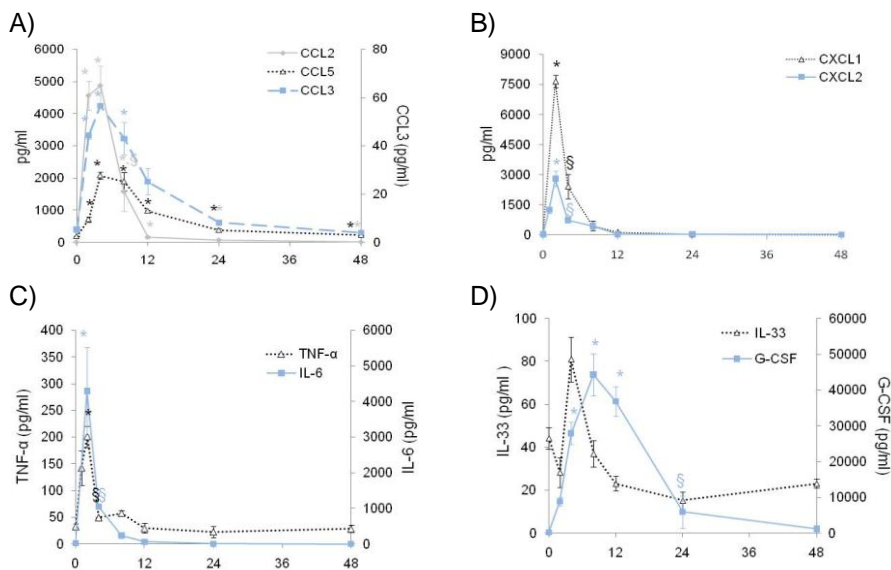 A)
6000
5000
4000
3000
2000
1000
0
pg/ml
80
60
40
20
0
CCL3 (pg/ml)
CCL2
CCL5
CCL3
* * * * * * § * * * * * * * * *
0 12 24 36 48
B)
9000
7500
6000
4500
3000
1500
0
pg/ml
CXCL1
CXCL2
*
§
*
§
0 12 24 36 48
C)
400
350
300
250
200
150
100
50
0
TNF-α (pg/ml)
6000
5000
4000
3000
2000
1000
0
IL-6 (pg/ml)
TNF-α
IL-6
*
*
§§
0 12 24 36 48
D)
100
80
60
40
20
0
IL-33 (pg/ml)
60000
50000
40000
30000
20000
10000
0
G-CSF (pg/ml)
IL-33
G-CSF
*
*
*
§
0 12 24 36 48